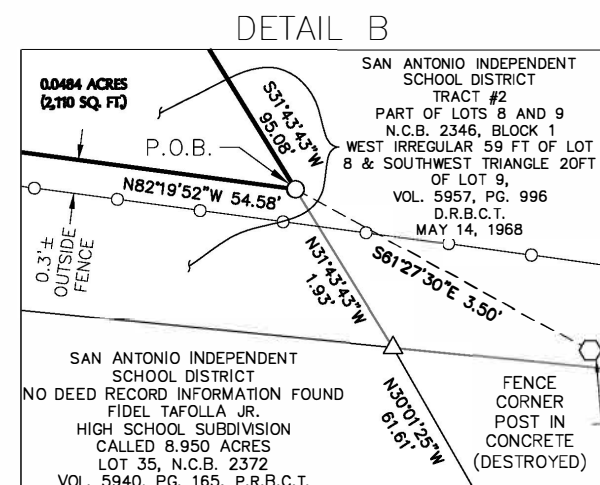 DETAIL B
0.0484 ACRES
(2,110 SQ. FT.)
P.O.B.
S31°43'43"W
95.08'
SAN ANTONIO INDEPENDENT
SCHOOL DISTRICT
TRACT #2
PART OF LOTS 8 AND 9
N.C.B. 2346, BLOCK 1
WEST IRREGULAR 59 FT OF LOT
8 & SOUTHWEST TRIANGLE 20FT
OF LOT 9,
VOL. 5957, PG. 996
D.R.B.C.T.
MAY 14, 1968
N82°19'52"W 54.58'
0.3'±
OUTSIDE
FENCE
N31°43'43"W
1.93'
S61°27'30"E 3.50'
SAN ANTONIO INDEPENDENT
SCHOOL DISTRICT
NO DEED RECORD INFORMATION FOUND
FIDEL TAFOLLA JR.
HIGH SCHOOL SUBDIVISION
CALLED 8.950 ACRES
LOT 35, N.C.B. 2372
VOL. 5940, PG. 165, P.R.B.C.T.
N30°01'25"W
61.61'
FENCE
CORNER
POST IN
CONCRETE
(DESTROYED)